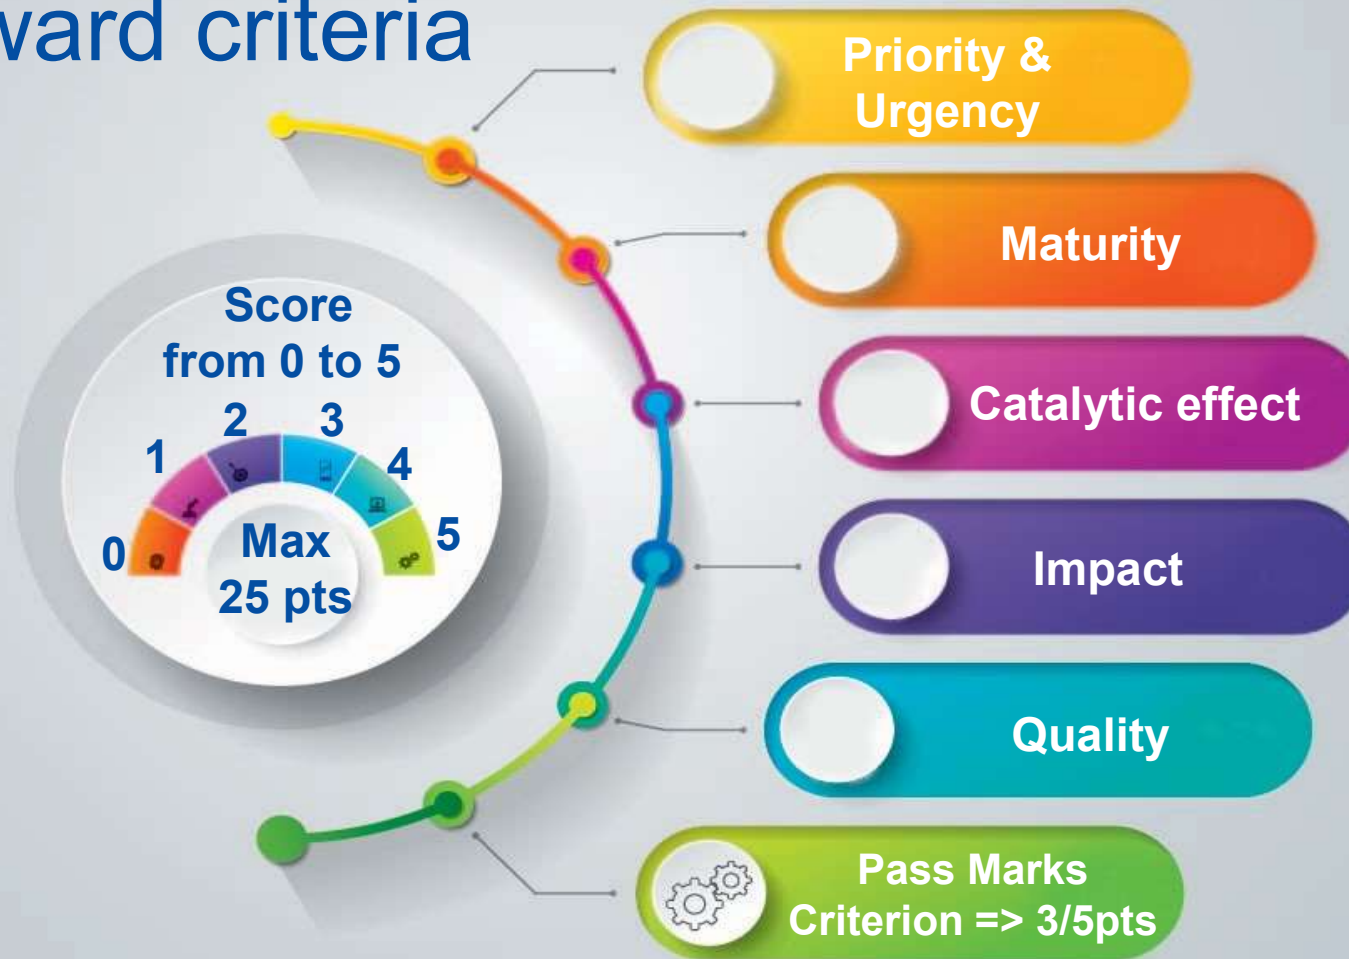 ward criteria
Priority &
Urgency
Maturity
Catalytic effect
Impact
Quality
Pass Marks
Criterion => 3/5pts
Score
from 0 to 5
0
1
2
3
4
5
Max
25 pts